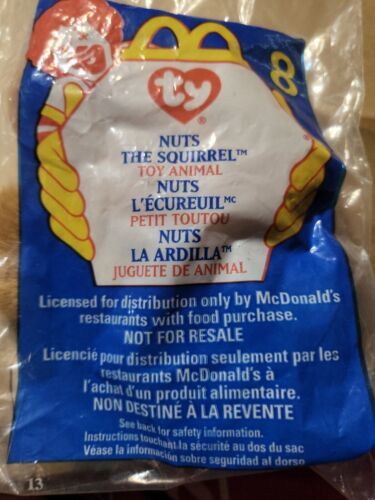 8
ty
®
NUTS
THE SQUIRREL™
TOY ANIMAL
NUTS
L'ÉCUREUIL MC
PETIT TOUTOU
NUTS
LA ARDILLA™
JUGUETE DE ANIMAL
Licensed for distribution only by McDonald's
restaurants with food purchase.
NOT FOR RESALE
Licencié pour distribution seulement par les
restaurants McDonald's à
l'achat d'un produit alimentaire.
NON DESTINÉ À LA REVENTE
See back for safety information.
Instructions touchant la sécurité au dos du sac
Véase la información sobre seguridad al dorso
13